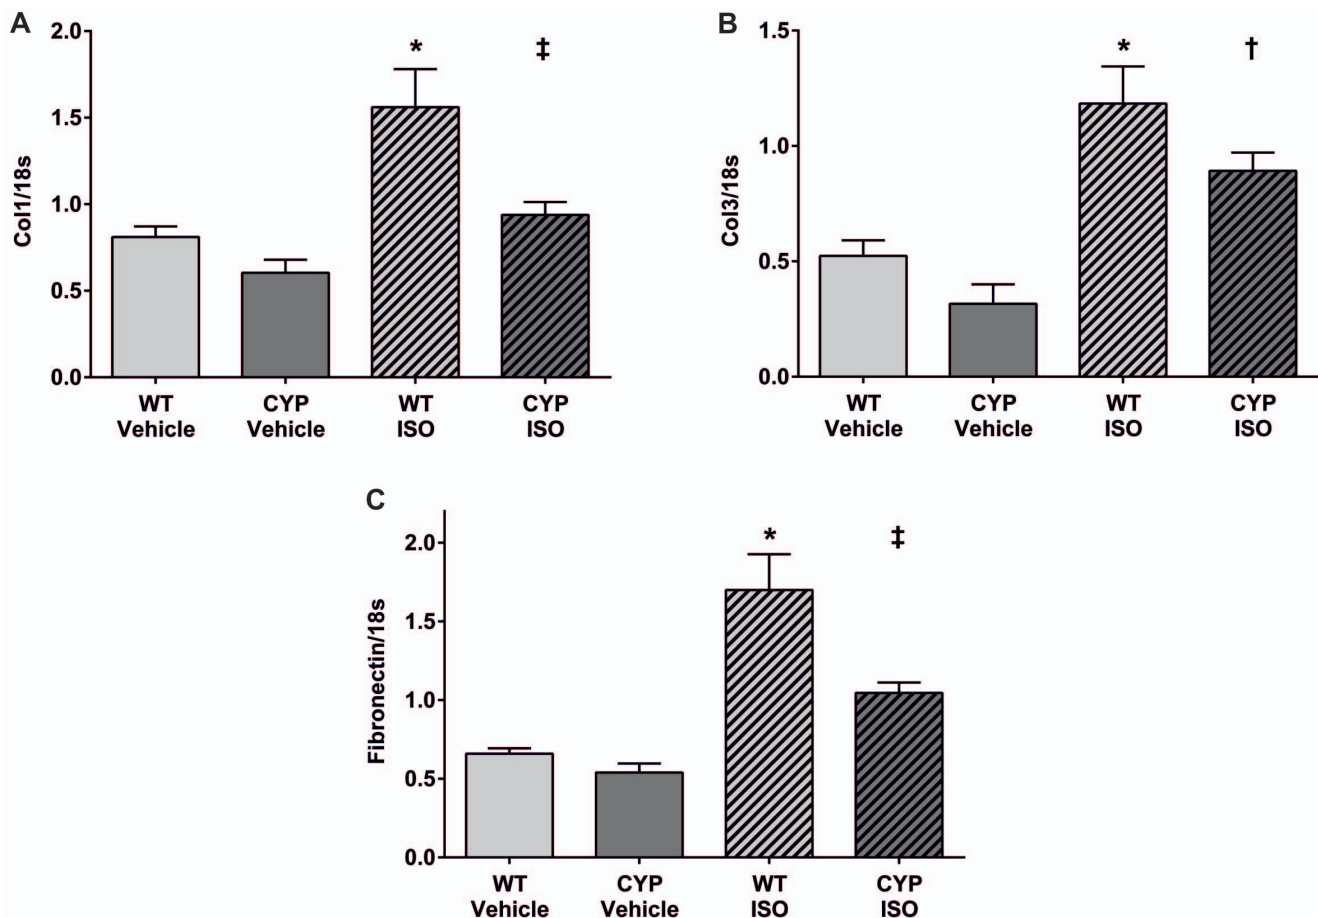 A
2.0
1.5
1.0
0.5
0.0
Col1/18s
*
‡
WT
Vehicle
CYP
Vehicle
WT
ISO
CYP
ISO
B
1.5
1.0
0.5
0.0
Col3/18s
*
†
WT
Vehicle
CYP
Vehicle
WT
ISO
CYP
ISO
C
2.0
1.5
1.0
0.5
0.0
Fibronectin/18s
*
‡
WT
Vehicle
CYP
Vehicle
WT
ISO
CYP
ISO